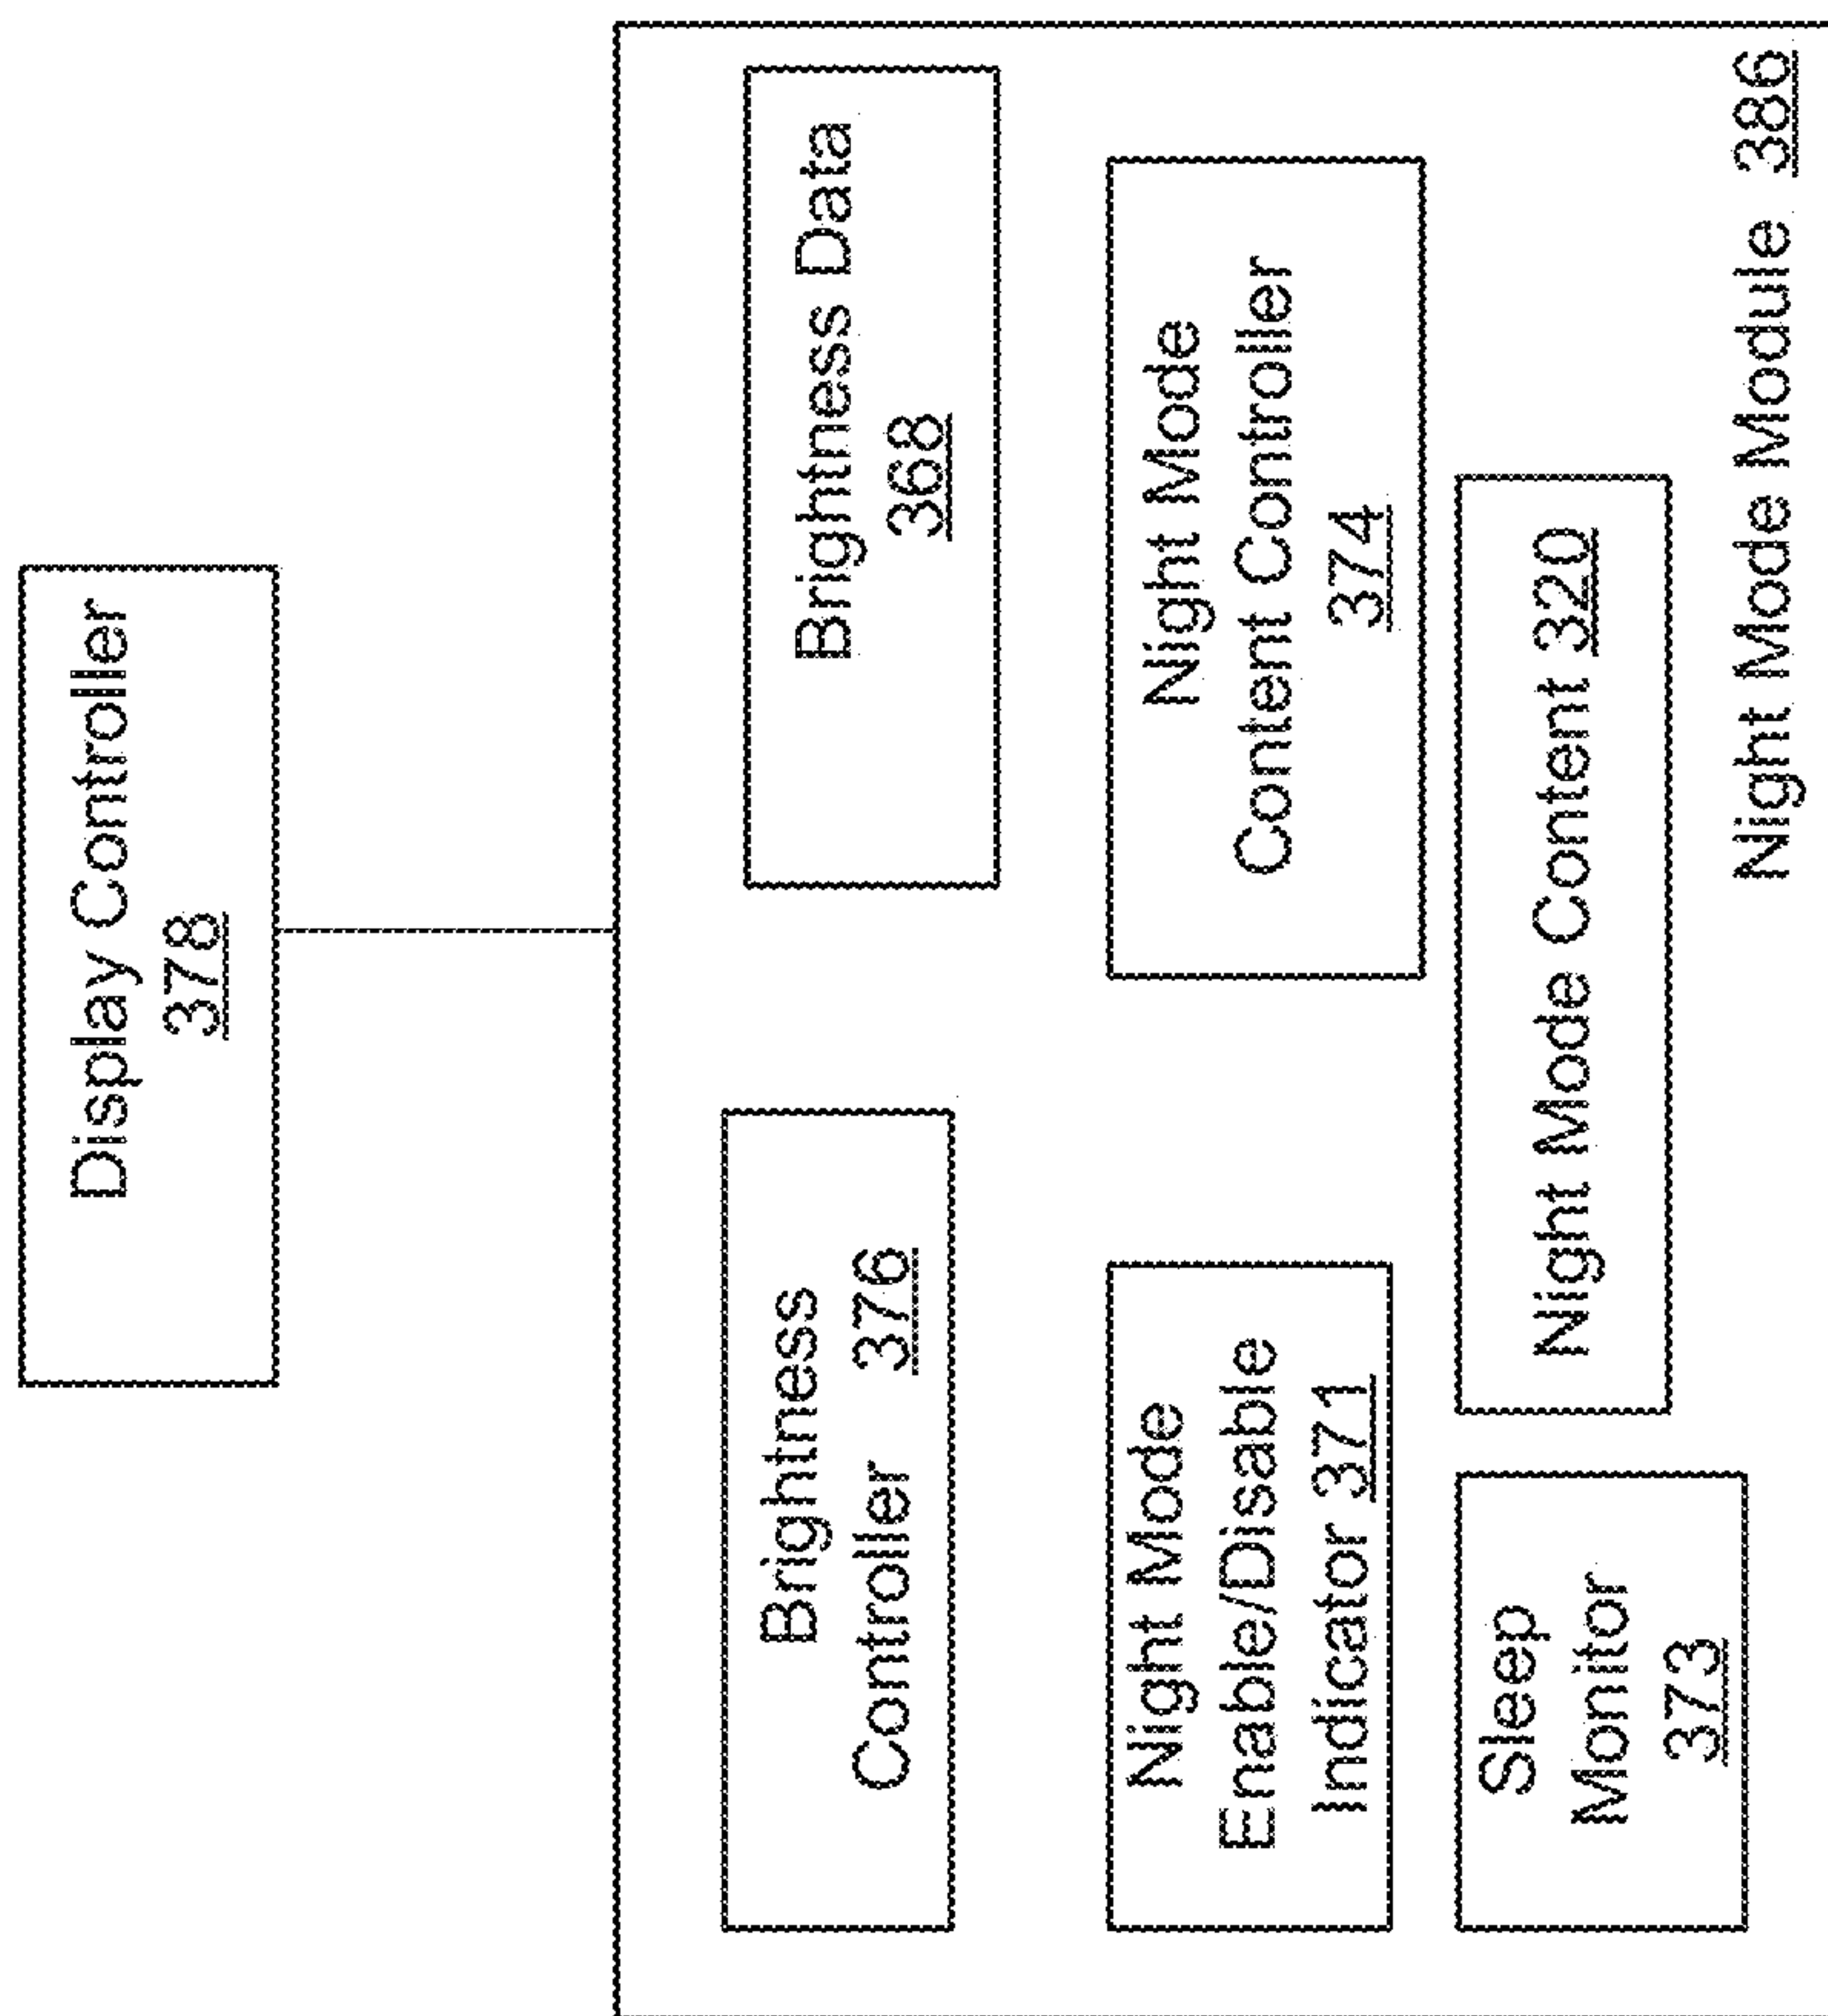 Display Controller
378
Brightness
Controller 376
Brightness Data
368
Night Mode
Enable/Disable
Indicator 371
Night Mode
Content Controller
374
Sleep
Monitor
373
Night Mode Content 320
Night Mode Module 386